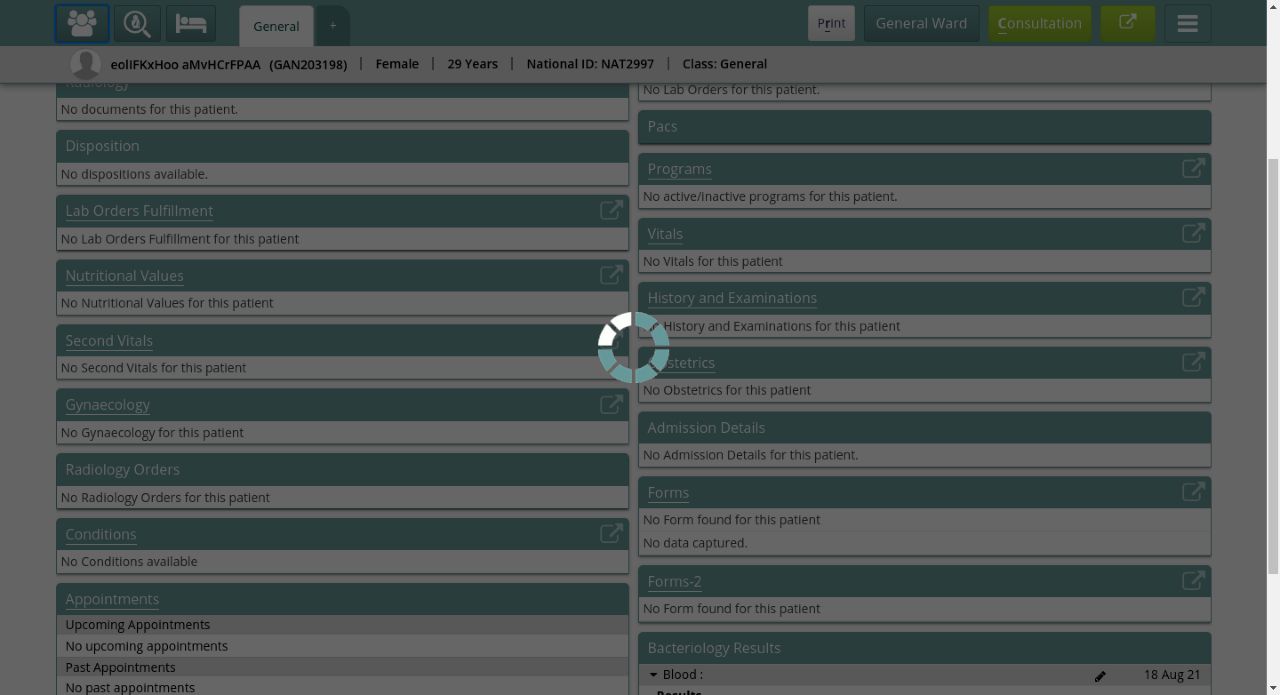 General
+
Print
General Ward
Consultation
eolIFKxHoo aMvHCrFPAA (GAN203198) | Female | 29 Years | National ID: NAT2997 | Class: General
Radiology
No documents for this patient.
Disposition
No dispositions available.
Lab Orders Fulfillment
No Lab Orders Fulfillment for this patient
Nutritional Values
No Nutritional Values for this patient
Second Vitals
No Second Vitals for this patient
Gynaecology
No Gynaecology for this patient
Radiology Orders
No Radiology Orders for this patient
Conditions
No Conditions available
Appointments
Upcoming Appointments
No upcoming appointments
Past Appointments
No past appointments
No Lab Orders for this patient.
Pacs
Programs
No active/inactive programs for this patient.
Vitals
No Vitals for this patient
History and Examinations
History and Examinations for this patient
Obstetrics
No Obstetrics for this patient
Admission Details
No Admission Details for this patient.
Forms
No Form found for this patient
No data captured.
Forms-2
No Form found for this patient
Bacteriology Results
Blood : 18 Aug 21
Results